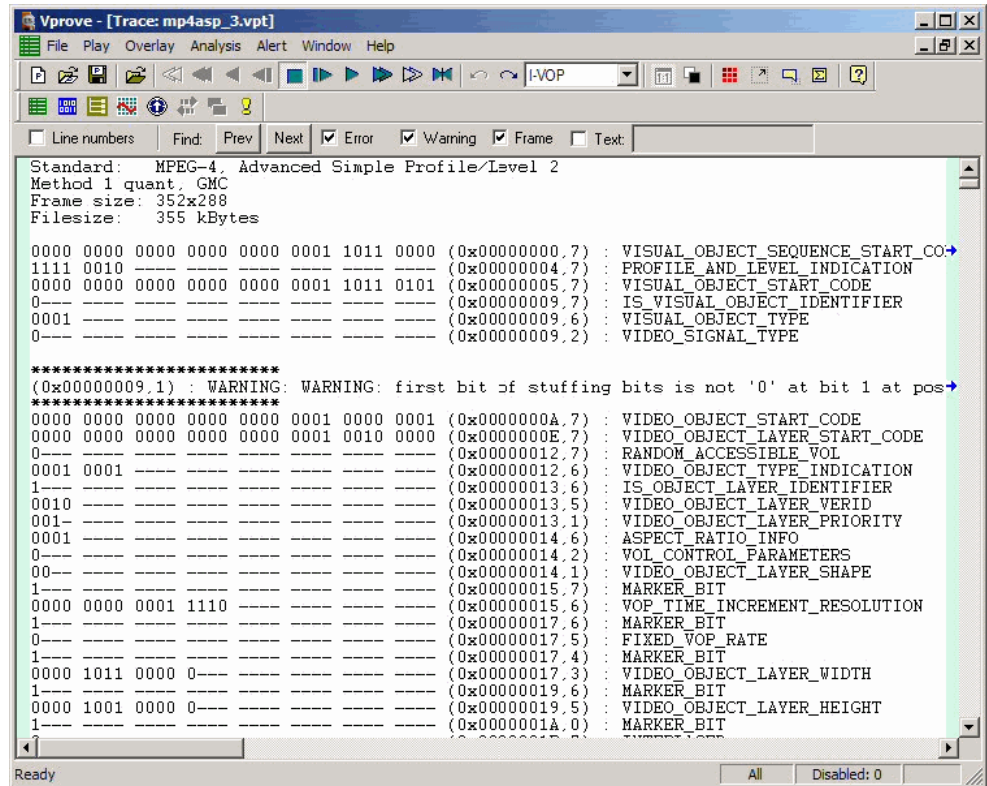 Vprove - [Trace: mp4asp_3.vpt]
File Play Overlay Analysis Alert Window Help
I-VOP
Line numbers Find: Prev Next Error Warning Frame Text:
Standard: MPEG-4, Advanced Simple Profile/Level 2
Method 1 quant, GMC
Frame size: 352x288
Filesize: 355 kBytes
0000 0000 0000 0000 0000 0001 1011 0000 (0x00000000,7) : VISUAL_OBJECT_SEQUENCE_START_CO
1111 0010 ---- ---- ---- ---- ---- ---- (0x00000004,7) : PROFILE_AND_LEVEL_INDICATION
0000 0000 0000 0000 0000 0001 1011 0101 (0x00000005,7) : VISUAL_OBJECT_START_CODE
0--- ---- ---- ---- ---- ---- ---- ---- (0x00000009,7) : IS_VISUAL_OBJECT_IDENTIFIER
0001 ---- ---- ---- ---- ---- ---- ---- (0x00000009,6) : VISUAL_OBJECT_TYPE
0--- ---- ---- ---- ---- ---- ---- ---- (0x00000009,2) : VIDEO_SIGNAL_TYPE
**************************
(0x00000009,1) : WARNING: WARNING: first bit of stuffing bits is not '0' at bit 1 at pos
**************************
0000 0000 0000 0000 0000 0001 0000 0001 (0x0000000A,7) : VIDEO_OBJECT_START_CODE
0000 0000 0000 0000 0000 0001 0010 0000 (0x0000000E,7) : VIDEO_OBJECT_LAYER_START_CODE
0--- ---- ---- ---- ---- ---- ---- ---- (0x00000012,7) : RANDOM_ACCESSIBLE_VOL
0001 0001 ---- ---- ---- ---- ---- ---- (0x00000012,6) : VIDEO_OBJECT_TYPE_INDICATION
1--- ---- ---- ---- ---- ---- ---- ---- (0x00000013,6) : IS_OBJECT_LAYER_IDENTIFIER
0010 ---- ---- ---- ---- ---- ---- ---- (0x00000013,5) : VIDEO_OBJECT_LAYER_VERID
001- ---- ---- ---- ---- ---- ---- ---- (0x00000013,1) : VIDEO_OBJECT_LAYER_PRIORITY
0001 ---- ---- ---- ---- ---- ---- ---- (0x00000014,6) : ASPECT_RATIO_INFO
0--- ---- ---- ---- ---- ---- ---- ---- (0x00000014,2) : VOL_CONTROL_PARAMETERS
00-- ---- ---- ---- ---- ---- ---- ---- (0x00000014,1) : VIDEO_OBJECT_LAYER_SHAPE
1--- ---- ---- ---- ---- ---- ---- ---- (0x00000015,7) : MARKER_BIT
0000 0000 0001 1110 ---- ---- ---- ---- (0x00000015,6) : VOP_TIME_INCREMENT_RESOLUTION
1--- ---- ---- ---- ---- ---- ---- ---- (0x00000017,6) : MARKER_BIT
0--- ---- ---- ---- ---- ---- ---- ---- (0x00000017,5) : FIXED_VOP_RATE
1--- ---- ---- ---- ---- ---- ---- ---- (0x00000017,4) : MARKER_BIT
0000 1011 0000 0--- ---- ---- ---- ---- (0x00000017,3) : VIDEO_OBJECT_LAYER_WIDTH
1--- ---- ---- ---- ---- ---- ---- ---- (0x00000019,6) : MARKER_BIT
0000 1001 0000 0--- ---- ---- ---- ---- (0x00000019,5) : VIDEO_OBJECT_LAYER_HEIGHT
1--- ---- ---- ---- ---- ---- ---- ---- (0x0000001A,0) : MARKER_BIT
Ready All Disabled: 0